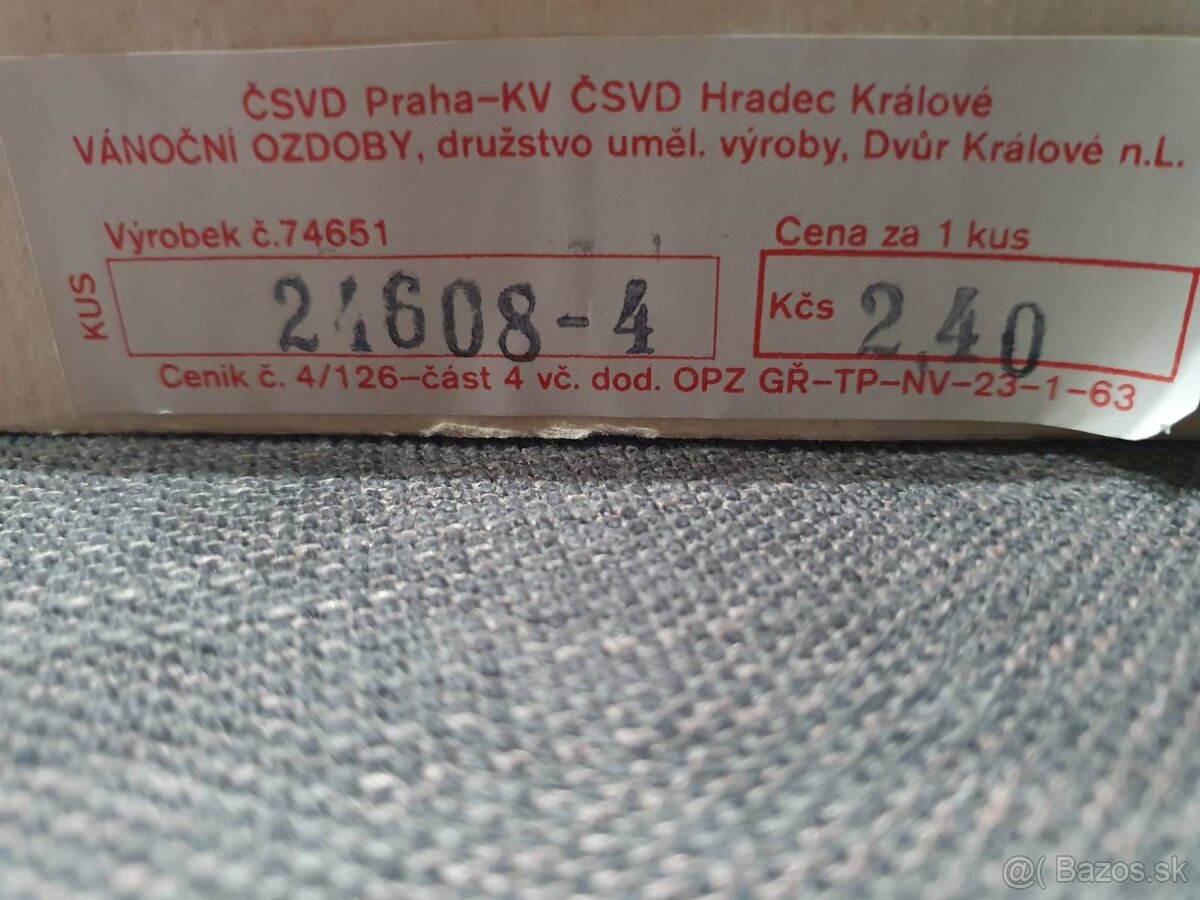 ČSVD Praha-KV ČSVD Hradec Králové
VÁNOČNÍ OZDOBY, družstvo uměl. výroby, Dvůr Králové n.L.
Výrobek č.74651
Cena za 1 kus
KUS
24608-4
Kčs 2,40
Ceník č. 4/126-část 4 vč. dod. OPZ GŘ-TP-NV-23-1-63
@( Bazos.sk